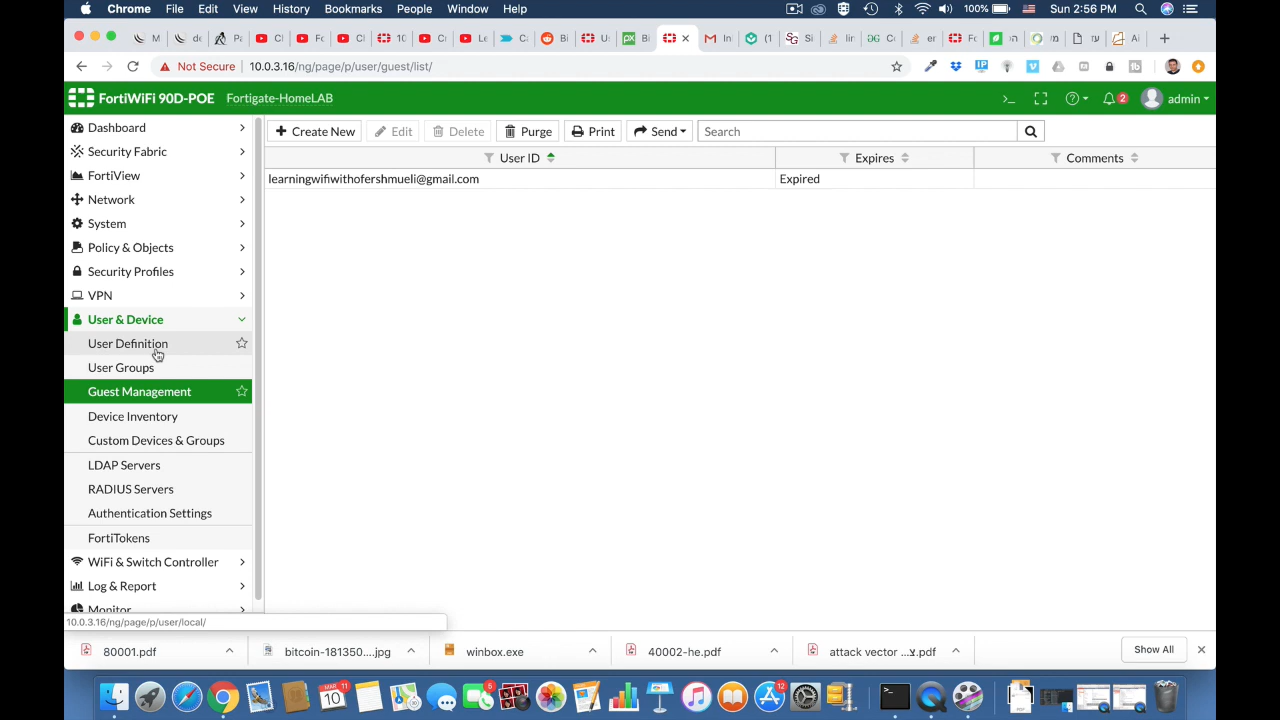 Chrome File Edit View History Bookmarks People Window Help 100% Sun 2:56 PM
Not Secure 10.0.3.16/ng/page/p/user/guest/list/
FortiWiFi 90D-POE Fortigate-HomeLAB 2 admin
Dashboard
Security Fabric
FortiView
Network
System
Policy & Objects
Security Profiles
VPN
User & Device
User Definition
User Groups
Guest Management
Device Inventory
Custom Devices & Groups
LDAP Servers
RADIUS Servers
Authentication Settings
FortiTokens
WiFi & Switch Controller
Log & Report
Monitor
Create New Edit Delete Purge Print Send Search
User ID Expires Comments
learningwifiwithofershmueli@gmail.com Expired
10.0.3.16/ng/page/p/user/local/
80001.pdf bitcoin-181350....jpg winbox.exe 40002-he.pdf attack vector ...צ.pdf Show All